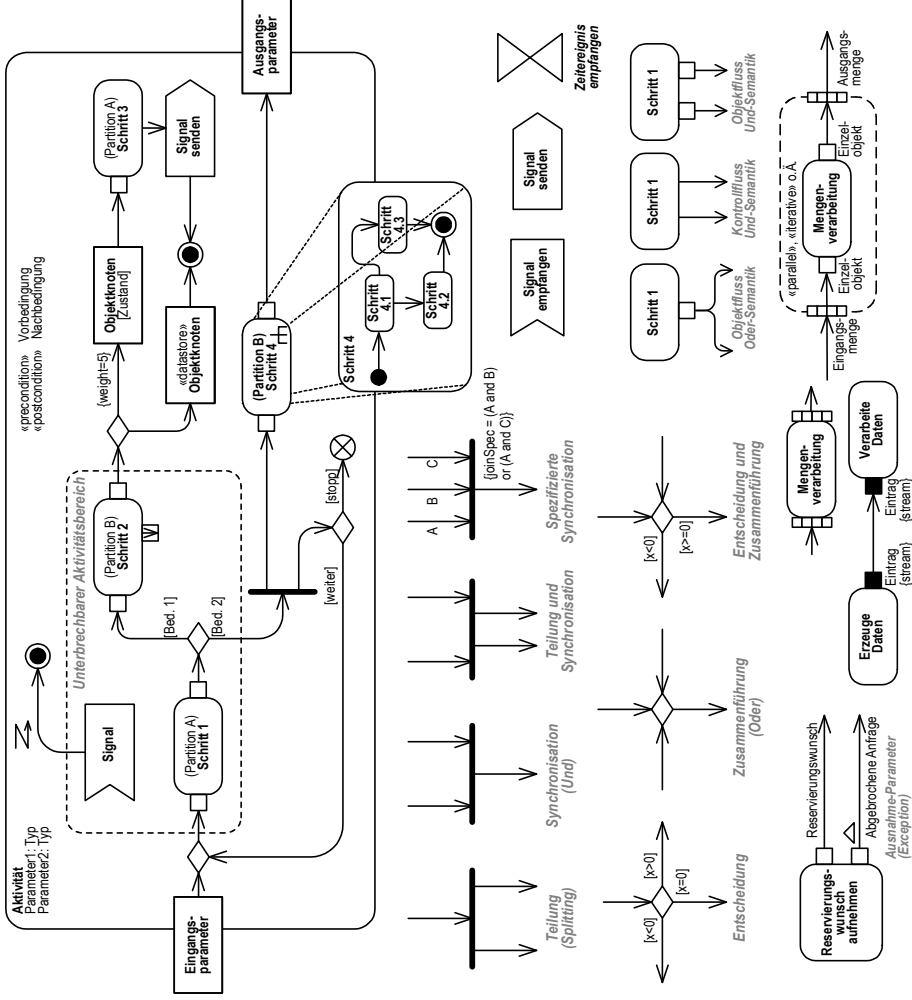 Aktivität
Parameter1: Typ
Parameter2: Typ
«precondition» Vorbedingung
«postcondition» Nachbedingung
Eingangs-
parameter
Unterbrechbarer Aktivitätsbereich
Signal
(Partition A)
Schritt 1
[Bed. 1]
[Bed. 2]
(Partition B)
Schritt 2
{weight=5}
Objektknoten
[Zustand]
(Partition A)
Schritt 3
«datastore»
Objektknoten
Signal
senden
[weiter]
[stopp]
(Partition B)
Schritt 4
Ausgangs-
parameter
Schritt 4
Schritt
4.1
Schritt
4.2
Schritt
4.3
Teilung
(Splitting)
Synchronisation
(Und)
Teilung und
Synchronisation
A
B
C
{joinSpec = (A and B)
or (A and C)}
Spezifizierte
Synchronisation
Signal
empfangen
Signal
senden
Zeitereignis
empfangen
[x<0]
[x>0]
[x=0]
Entscheidung
Zusammenführung
(Oder)
[x<0]
[x>=0]
Entscheidung und
Zusammenführung
Schritt 1
Objektfluss
Oder-Semantik
Schritt 1
Kontrollfluss
Und-Semantik
Schritt 1
Objektfluss
Und-Semantik
Reservierungs-
wunsch
aufnehmen
Reservierungswunsch
Abgebrochene Anfrage
Ausnahme-Parameter
(Exception)
Mengen-
verarbeitung
Erzeuge
Daten
Eintrag
{stream}
Eintrag
{stream}
Verarbeite
Daten
«parallel», «iterative» o.Ä.
Eingangs-
menge
Einzel-
objekt
Mengen-
verarbeitung
Einzel-
objekt
Ausgangs-
menge